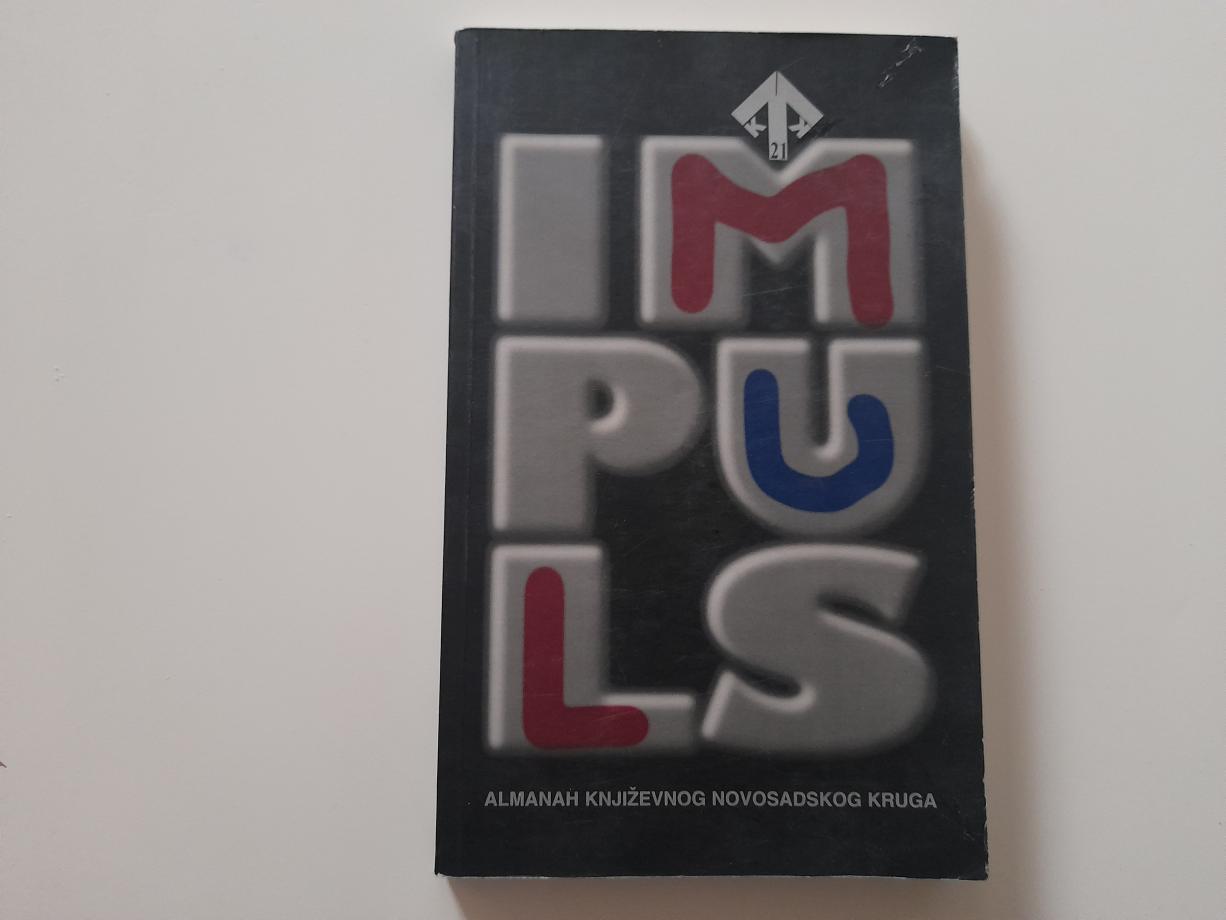 21
IM
PU
LS
ALMANAH KNJIŽEVNOG NOVOSADSKOG KRUGA